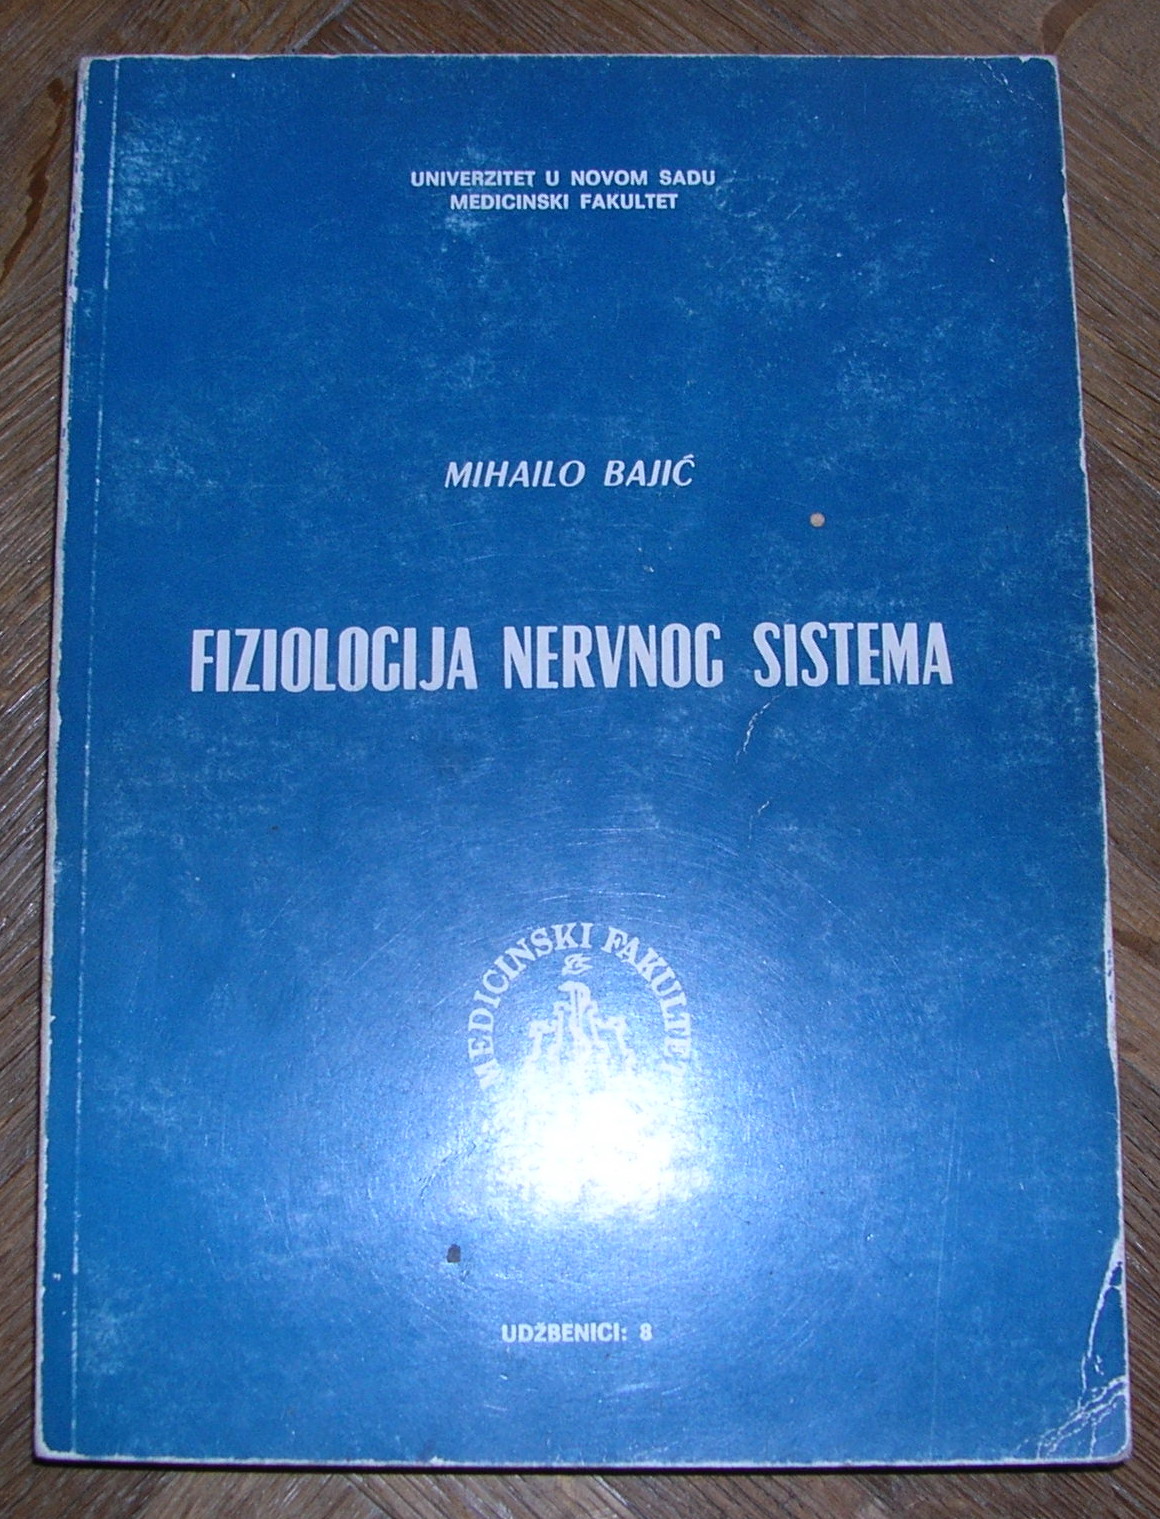 UNIVERZITET U NOVOM SADU
MEDICINSKI FAKULTET
MIHAILO BAJIĆ
FIZIOLOGIJA NERVNOG SISTEMA
MEDICINSKI FAKULTET
UDŽBENICI: 8